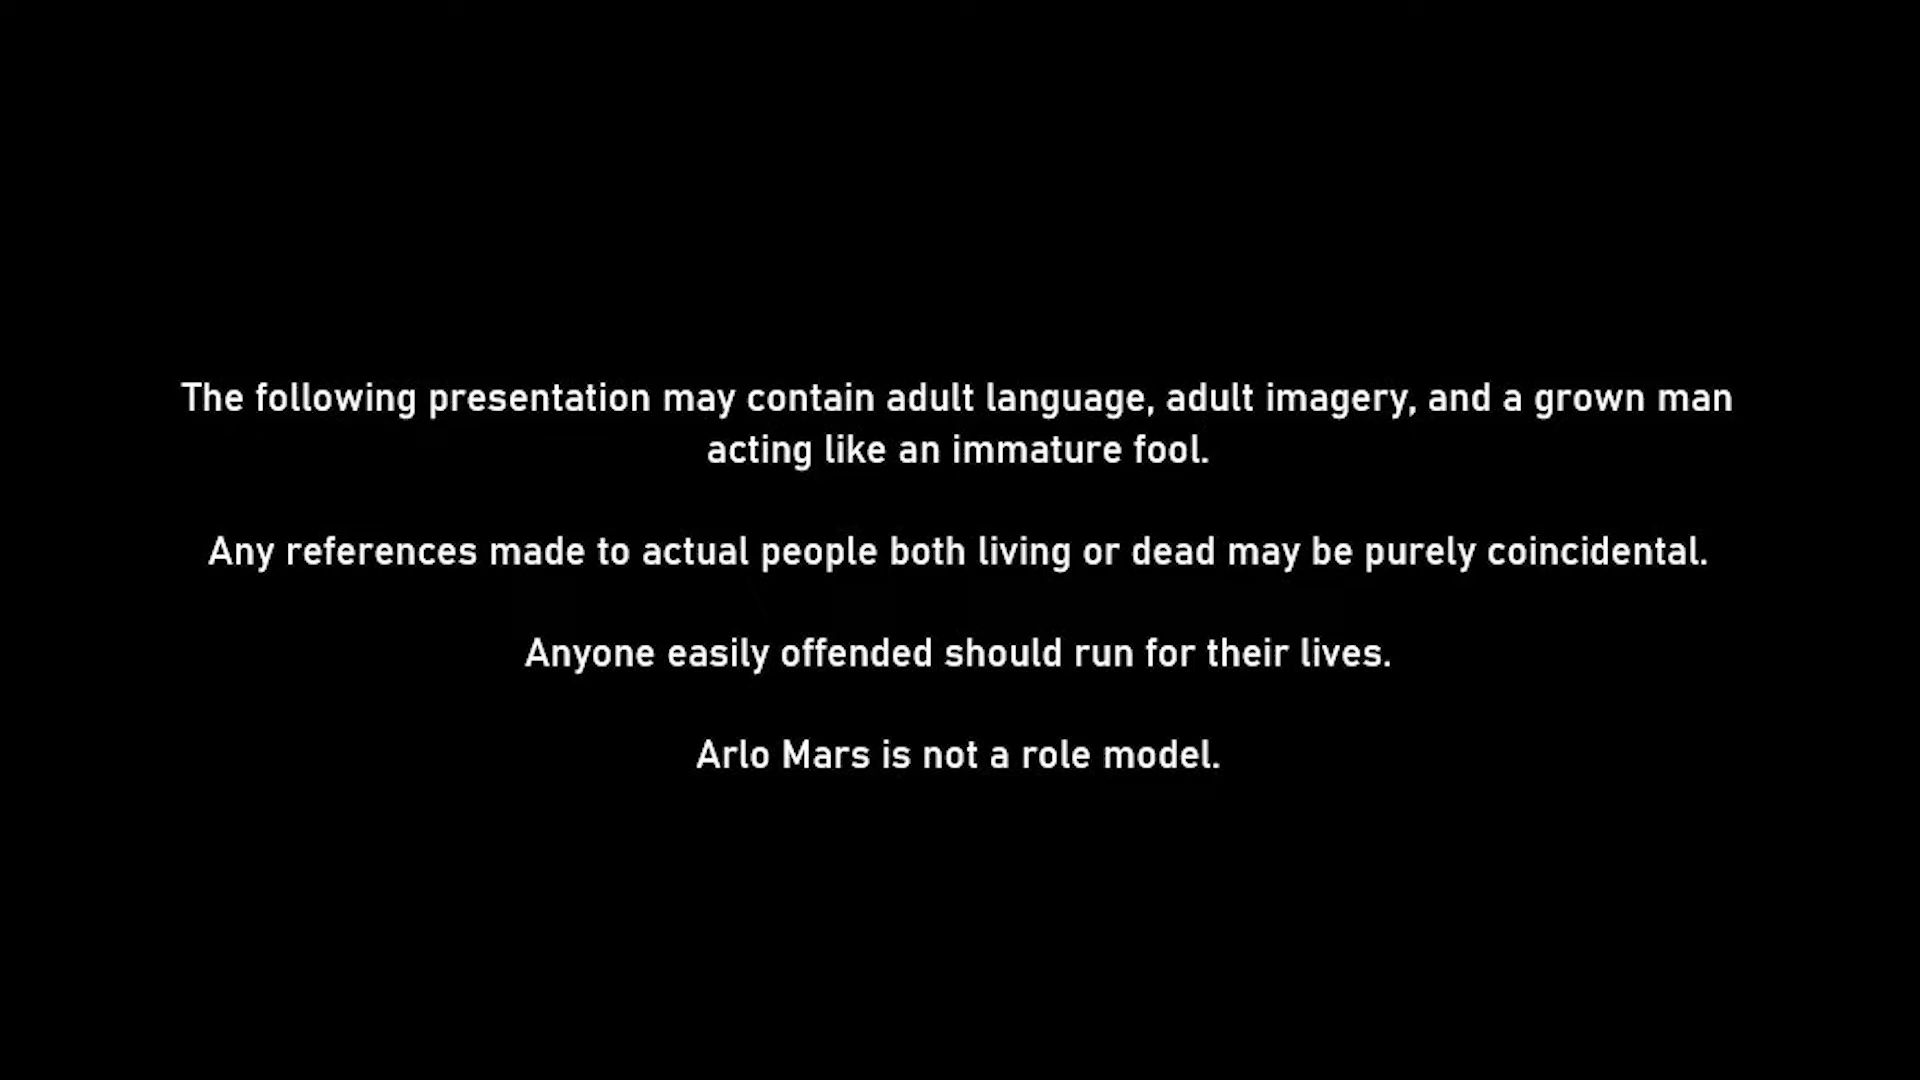 The following presentation may contain adult language, adult imagery, and a grown man
acting like an immature fool.
Any references made to actual people both living or dead may be purely coincidental.
Anyone easily offended should run for their lives.
Arlo Mars is not a role model.